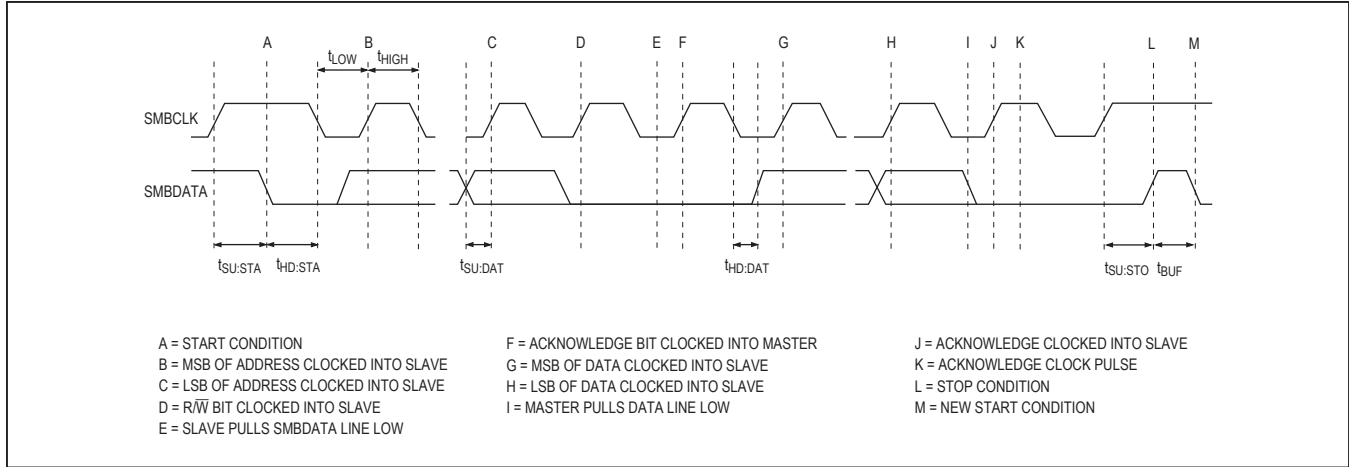 A B C D E F G H I J K L M
tLOW tHIGH
SMBCLK
SMBDATA
tSU:STA tHD:STA tSU:DAT tHD:DAT tSU:STO tBUF
A = START CONDITION
B = MSB OF ADDRESS CLOCKED INTO SLAVE
C = LSB OF ADDRESS CLOCKED INTO SLAVE
D = R/W̅ BIT CLOCKED INTO SLAVE
E = SLAVE PULLS SMBDATA LINE LOW
F = ACKNOWLEDGE BIT CLOCKED INTO MASTER
G = MSB OF DATA CLOCKED INTO SLAVE
H = LSB OF DATA CLOCKED INTO SLAVE
I = MASTER PULLS DATA LINE LOW
J = ACKNOWLEDGE CLOCKED INTO SLAVE
K = ACKNOWLEDGE CLOCK PULSE
L = STOP CONDITION
M = NEW START CONDITION